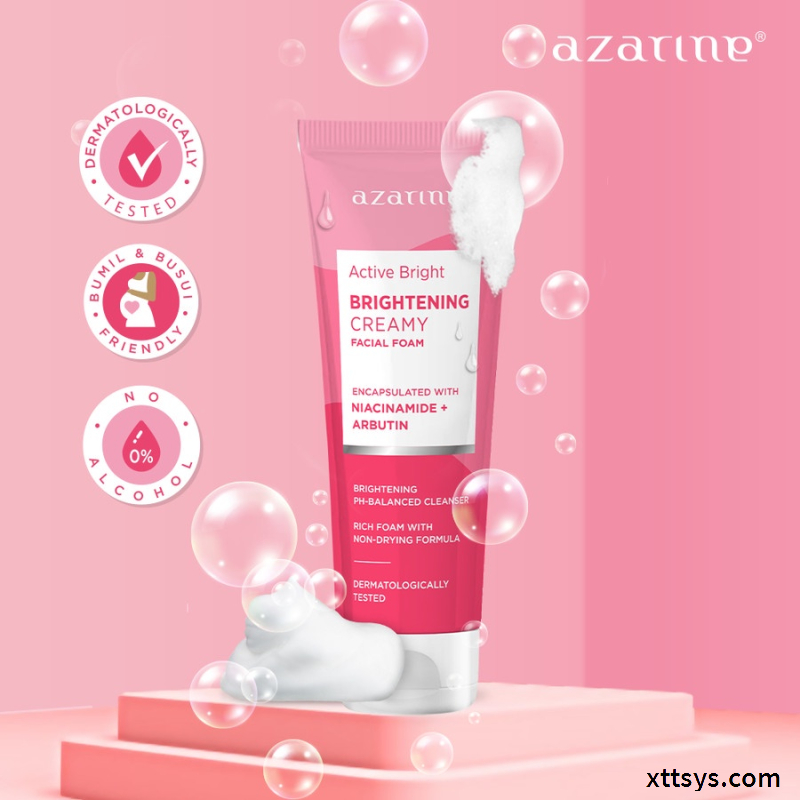 azarine®
DERMATOLOGICALLY
TESTED
BUMIL & BUSUI
FRIENDLY
NO
0%
ALCOHOL
azarine
Active Bright
BRIGHTENING
CREAMY
FACIAL FOAM
ENCAPSULATED WITH
NIACINAMIDE +
ARBUTIN
BRIGHTENING
PH-BALANCED CLEANSER
RICH FOAM WITH
NON-DRYING FORMULA
DERMATOLOGICALLY
TESTED
xttsys.com